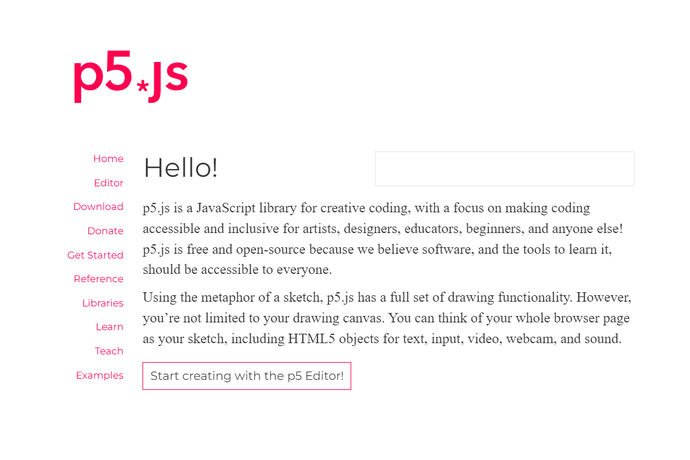 p5*js
Home
Editor
Download
Donate
Get Started
Reference
Libraries
Learn
Teach
Examples
Hello!
p5.js is a JavaScript library for creative coding, with a focus on making coding
accessible and inclusive for artists, designers, educators, beginners, and anyone else!
p5.js is free and open-source because we believe software, and the tools to learn it,
should be accessible to everyone.
Using the metaphor of a sketch, p5.js has a full set of drawing functionality. However,
you’re not limited to your drawing canvas. You can think of your whole browser page
as your sketch, including HTML5 objects for text, input, video, webcam, and sound.
Start creating with the p5 Editor!